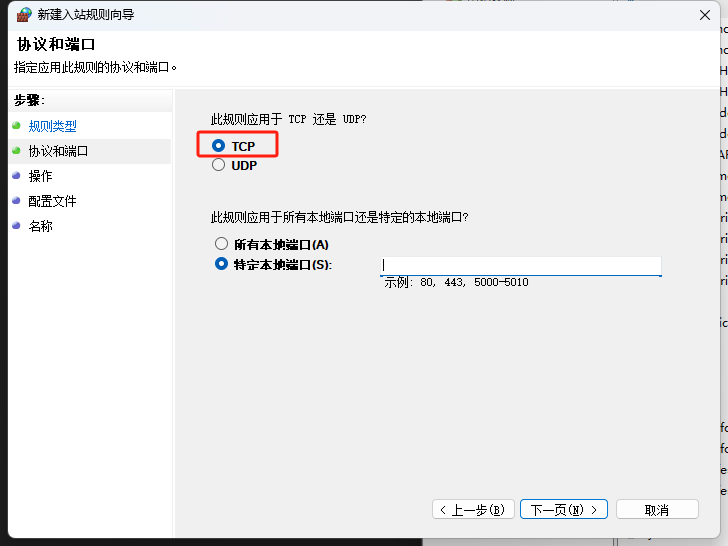 新建入站规则向导
协议和端口
指定应用此规则的协议和端口。
步骤:
规则类型
协议和端口
操作
配置文件
名称
此规则应用于 TCP 还是 UDP?
TCP
UDP
此规则应用于所有本地端口还是特定的本地端口?
所有本地端口(A)
特定本地端口(S):
示例: 80, 443, 5000-5010
< 上一步(B)
下一页(N) >
取消